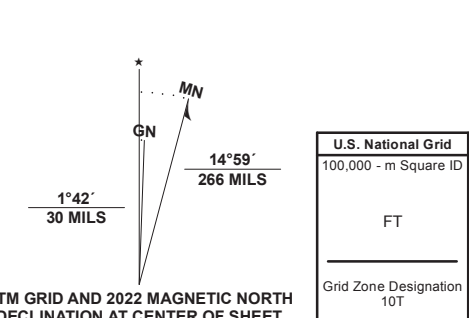 ★
MN
GN
14°59´
266 MILS
1°42´
30 MILS
TM GRID AND 2022 MAGNETIC NORTH
DECLINATION AT CENTER OF SHEET
U.S. National Grid
100,000 - m Square ID
FT
Grid Zone Designation
10T